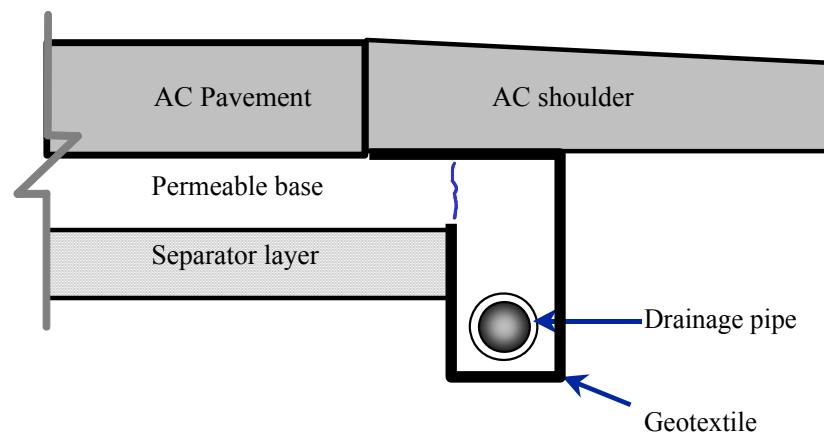 AC Pavement
AC shoulder
Permeable base
Separator layer
Drainage pipe
Geotextile